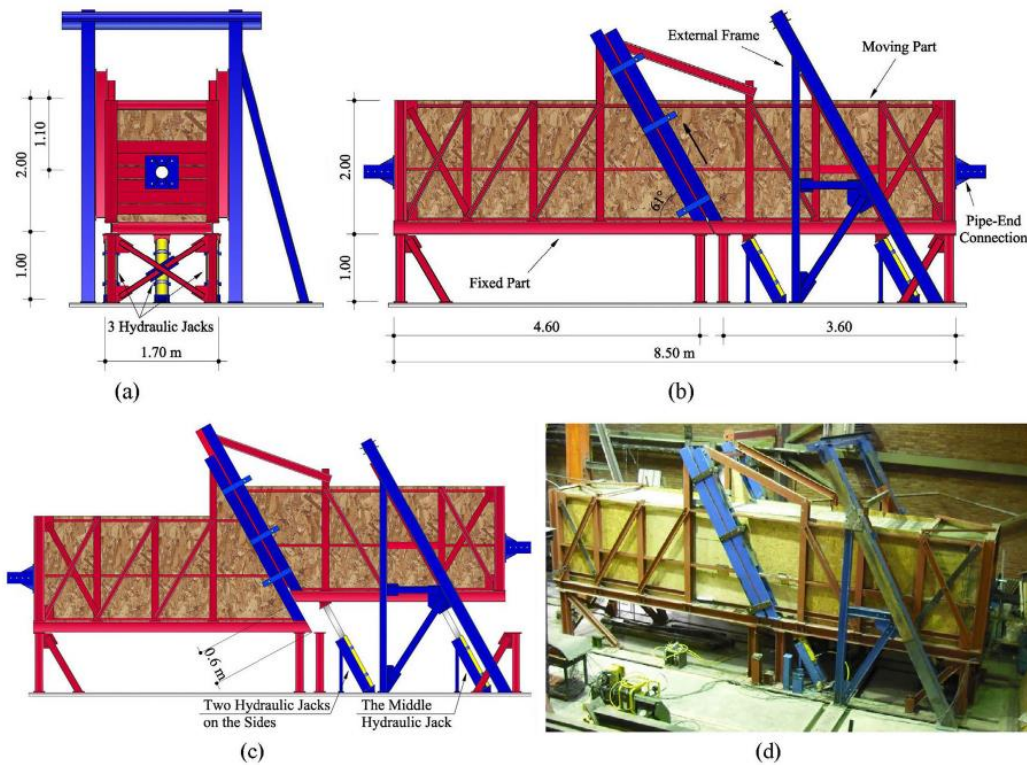 1.10
2.00
1.00
3 Hydraulic Jacks
1.70 m
(a)
External Frame
Moving Part
2.00
61°
Pipe-End
Connection
1.00
Fixed Part
4.60
3.60
8.50 m
(b)
0.6 m
Two Hydraulic Jacks
on the Sides
The Middle
Hydraulic Jack
(c)
(d)